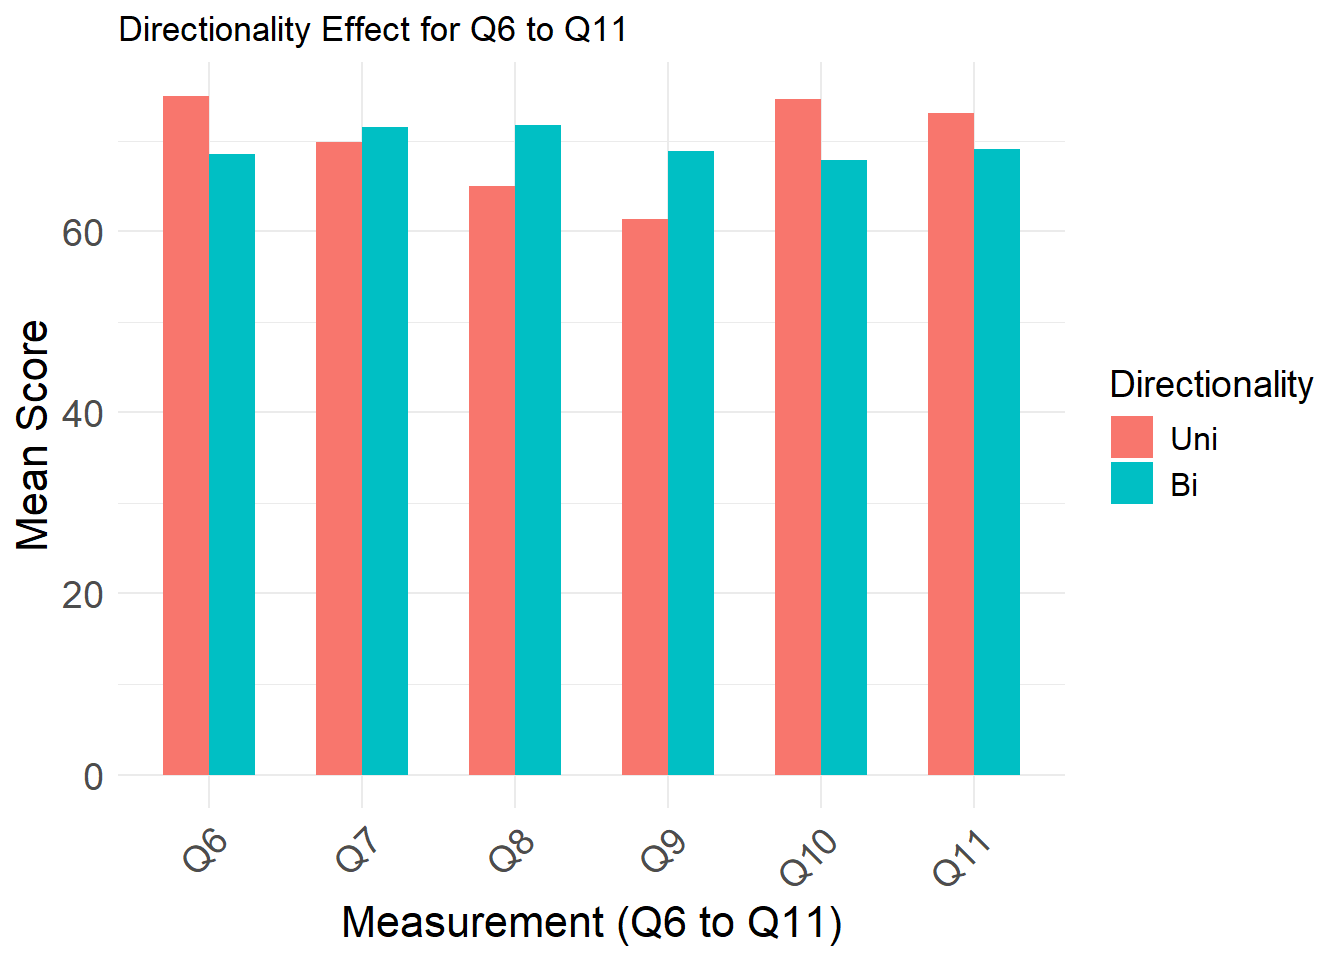 Directionality Effect for Q6 to Q11
Mean Score
60
40
20
0
Q6
Q7
Q8
Q9
Q10
Q11
Measurement (Q6 to Q11)
Directionality
Uni
Bi